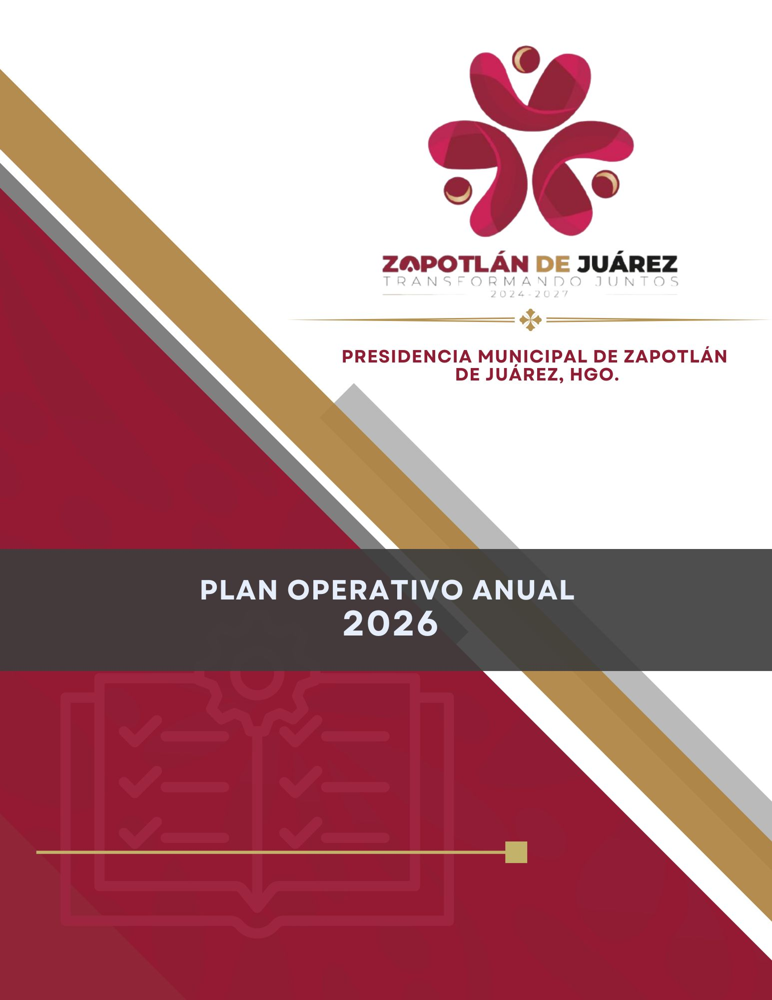 ZAPOTLÁN DE JUÁREZ
TRANSFORMANDO JUNTOS
2024-2027
PRESIDENCIA MUNICIPAL DE ZAPOTLÁN
DE JUÁREZ, HGO.
PLAN OPERATIVO ANUAL
2026